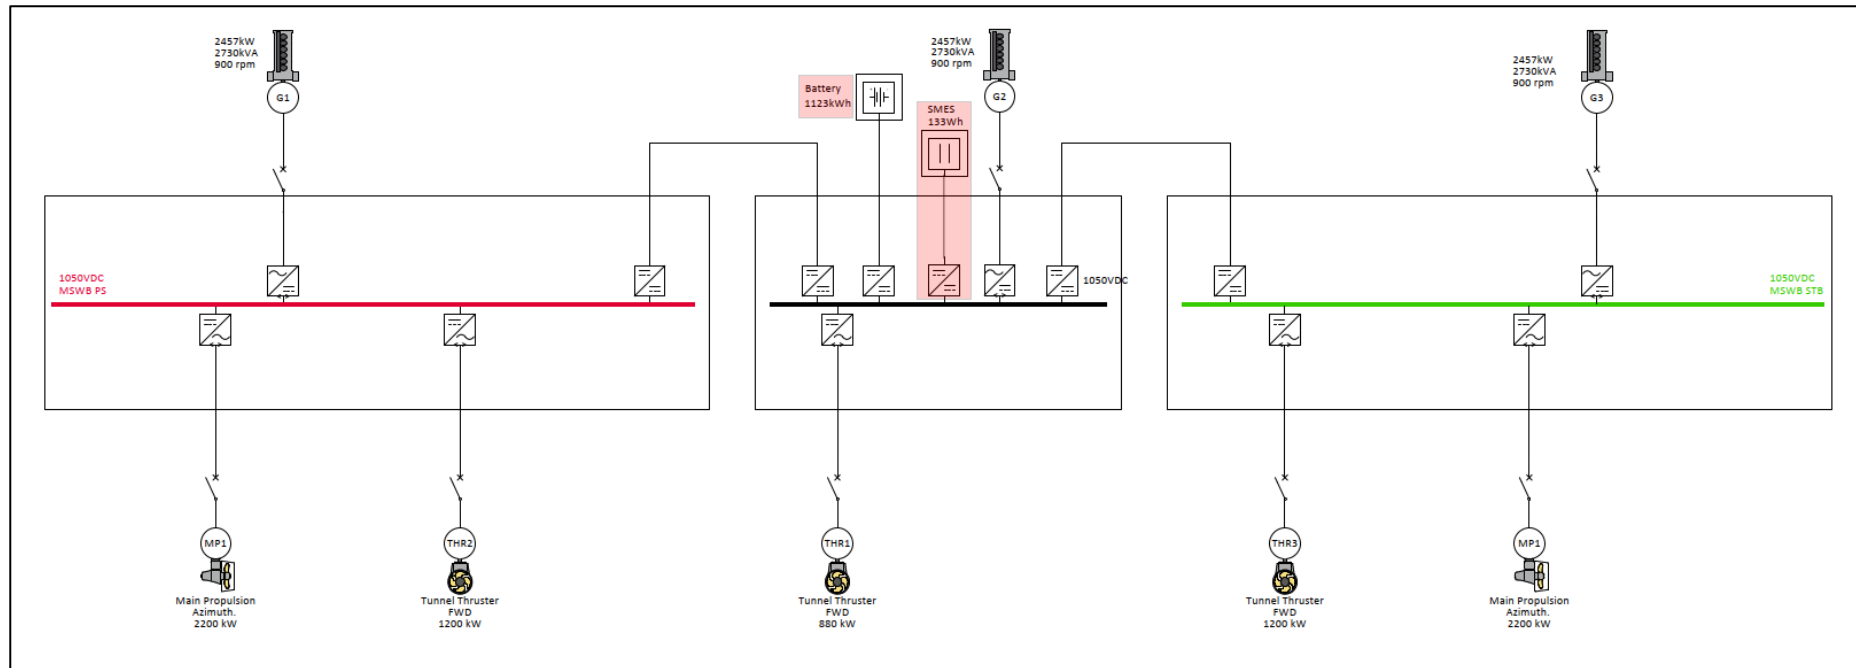 2457kW
2730kVA
900 rpm
G1
Battery
1123kWh
2457kW
2730kVA
900 rpm
G2
SMES
133Wh
2457kW
2730kVA
900 rpm
G3
1050VDC
MSWB PS
1050VDC
1050VDC
MSWB STB
MP1
Main Propulsion
Azimuth.
2200 kW
THR2
Tunnel Thruster
FWD
1200 kW
THR1
Tunnel Thruster
FWD
880 kW
THR3
Tunnel Thruster
FWD
1200 kW
MP1
Main Propulsion
Azimuth.
2200 kW